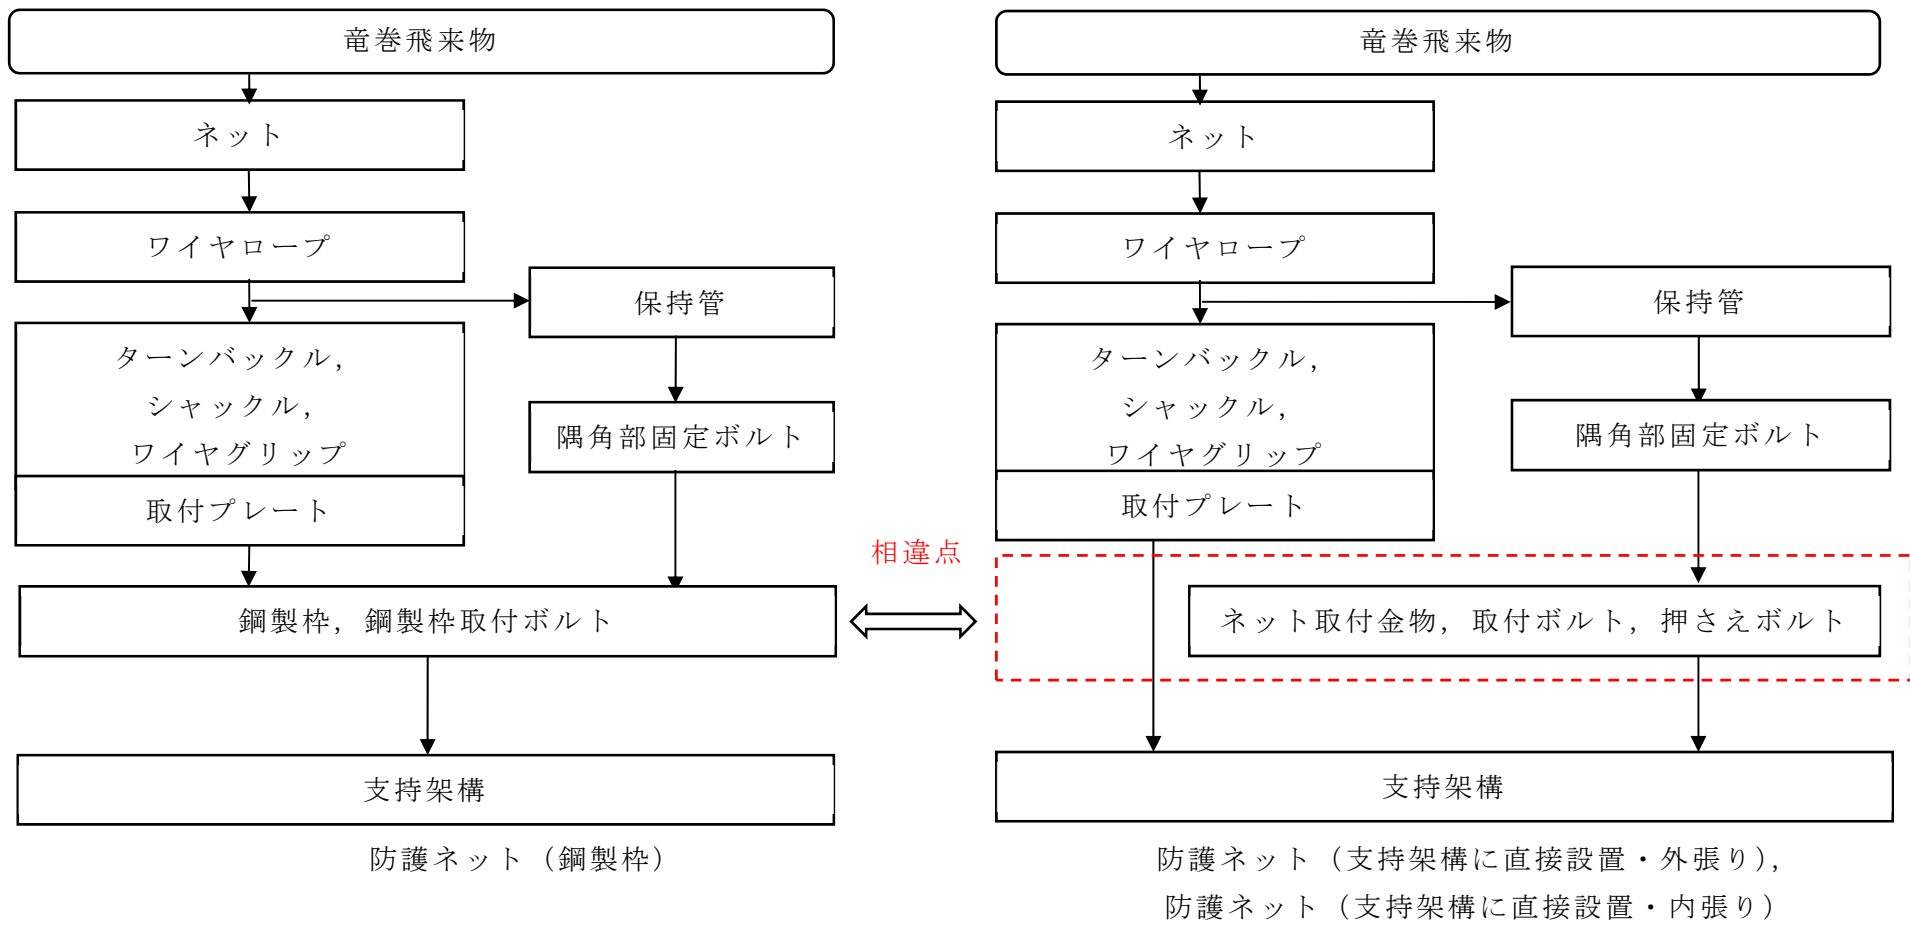 竜巻飛来物
ネット
ワイヤロープ
保持管
ターンバックル,
シャックル,
ワイヤグリップ
隅角部固定ボルト
取付プレート
鋼製枠, 鋼製枠取付ボルト
支持架構
防護ネット（鋼製枠）
相違点
竜巻飛来物
ネット
ワイヤロープ
保持管
ターンバックル,
シャックル,
ワイヤグリップ
隅角部固定ボルト
取付プレート
ネット取付金物, 取付ボルト, 押さえボルト
支持架構
防護ネット（支持架構に直接設置・外張り）,
防護ネット（支持架構に直接設置・内張り）